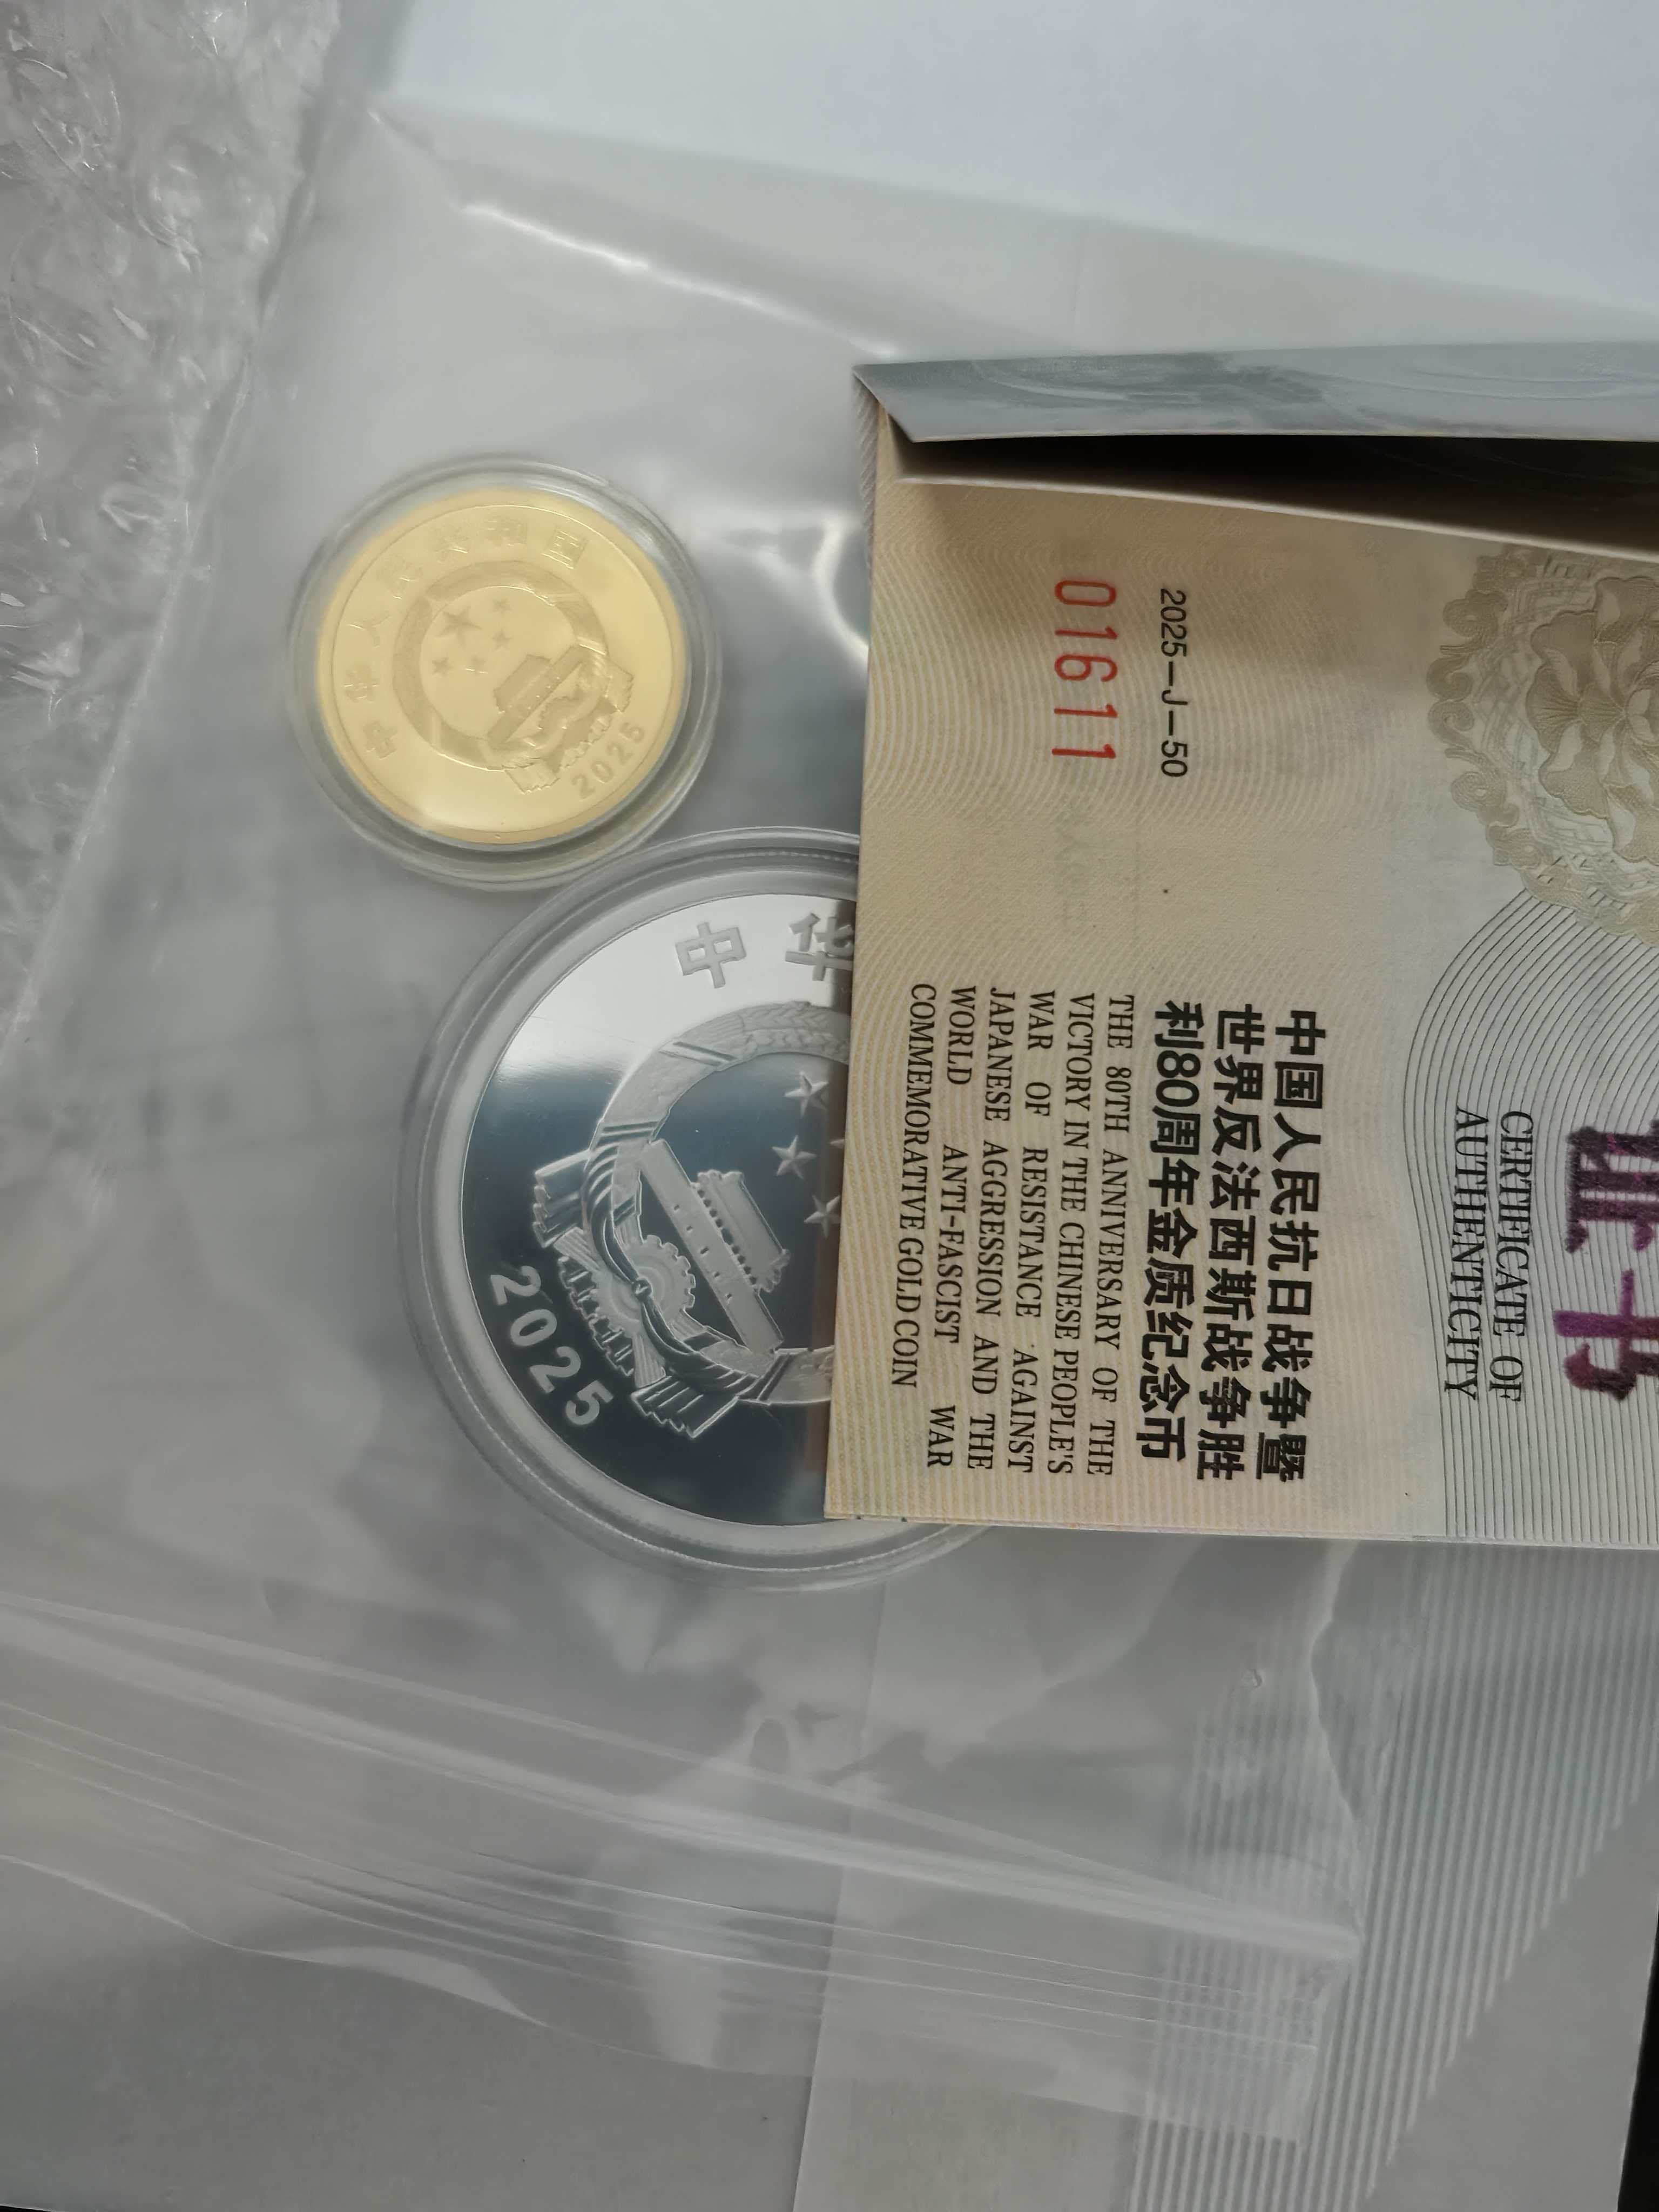 中华人民共和国
2025
中华
2025
2025—J—50
01611
CERTIFICATE OF
AUTHENTICITY
中国人民抗日战争暨
世界反法西斯战争胜
利80周年金质纪念币
THE 80TH ANNIVERSARY OF THE
VICTORY IN THE CHINESE PEOPLE'S
WAR OF RESISTANCE AGAINST
JAPANESE AGGRESSION AND THE
WORLD ANTI-FASCIST WAR
COMMEMORATIVE GOLD COIN